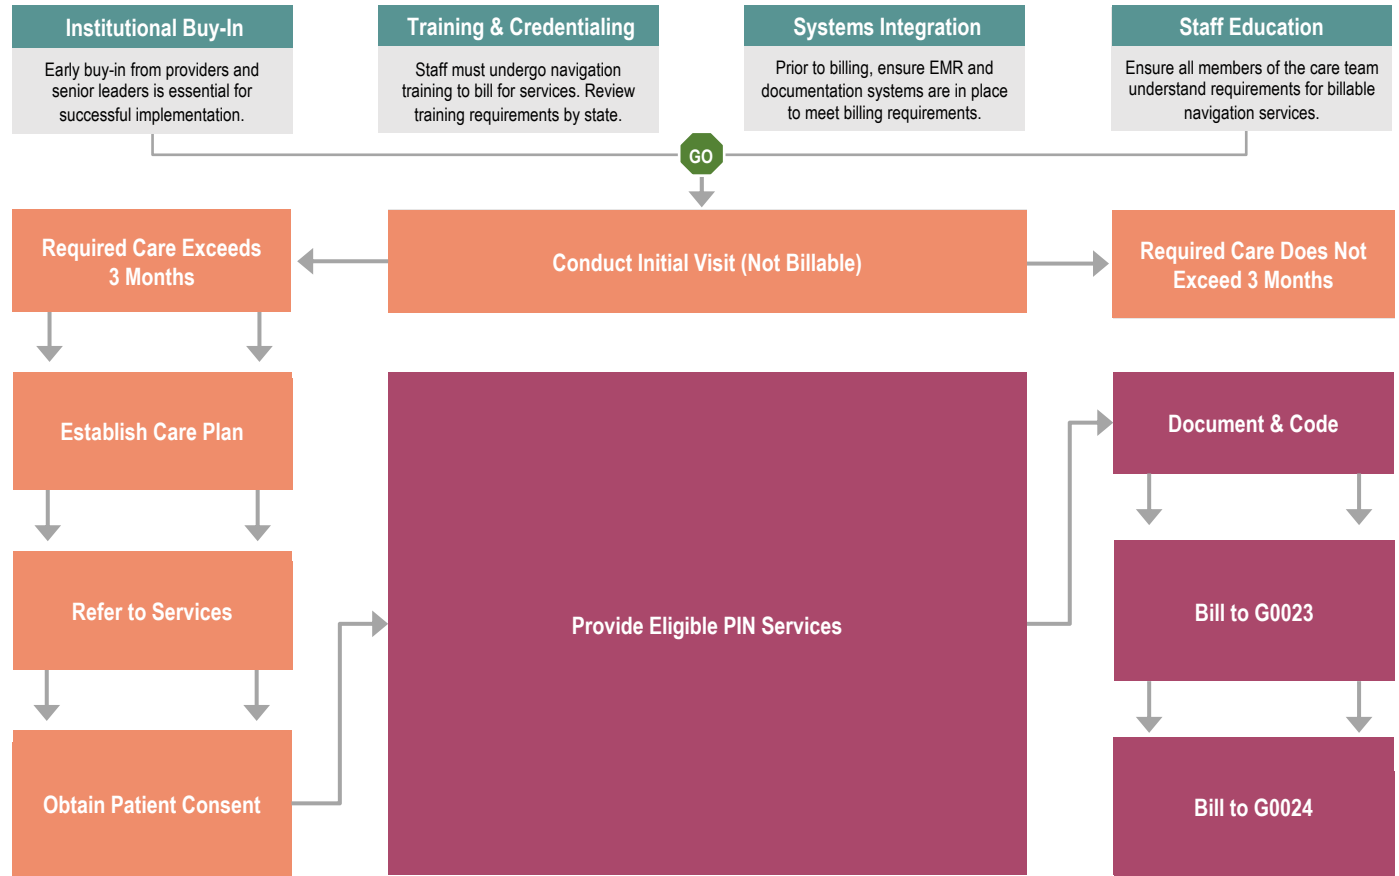 Institutional Buy-In
Early buy-in from providers and
senior leaders is essential for
successful implementation.
Training & Credentialing
Staff must undergo navigation
training to bill for services. Review
training requirements by state.
Systems Integration
Prior to billing, ensure EMR and
documentation systems are in place
to meet billing requirements.
Staff Education
Ensure all members of the care team
understand requirements for billable
navigation services.
GO
Required Care Exceeds
3 Months
Conduct Initial Visit (Not Billable)
Required Care Does Not
Exceed 3 Months
Establish Care Plan
Refer to Services
Obtain Patient Consent
Provide Eligible PIN Services
Document & Code
Bill to G0023
Bill to G0024